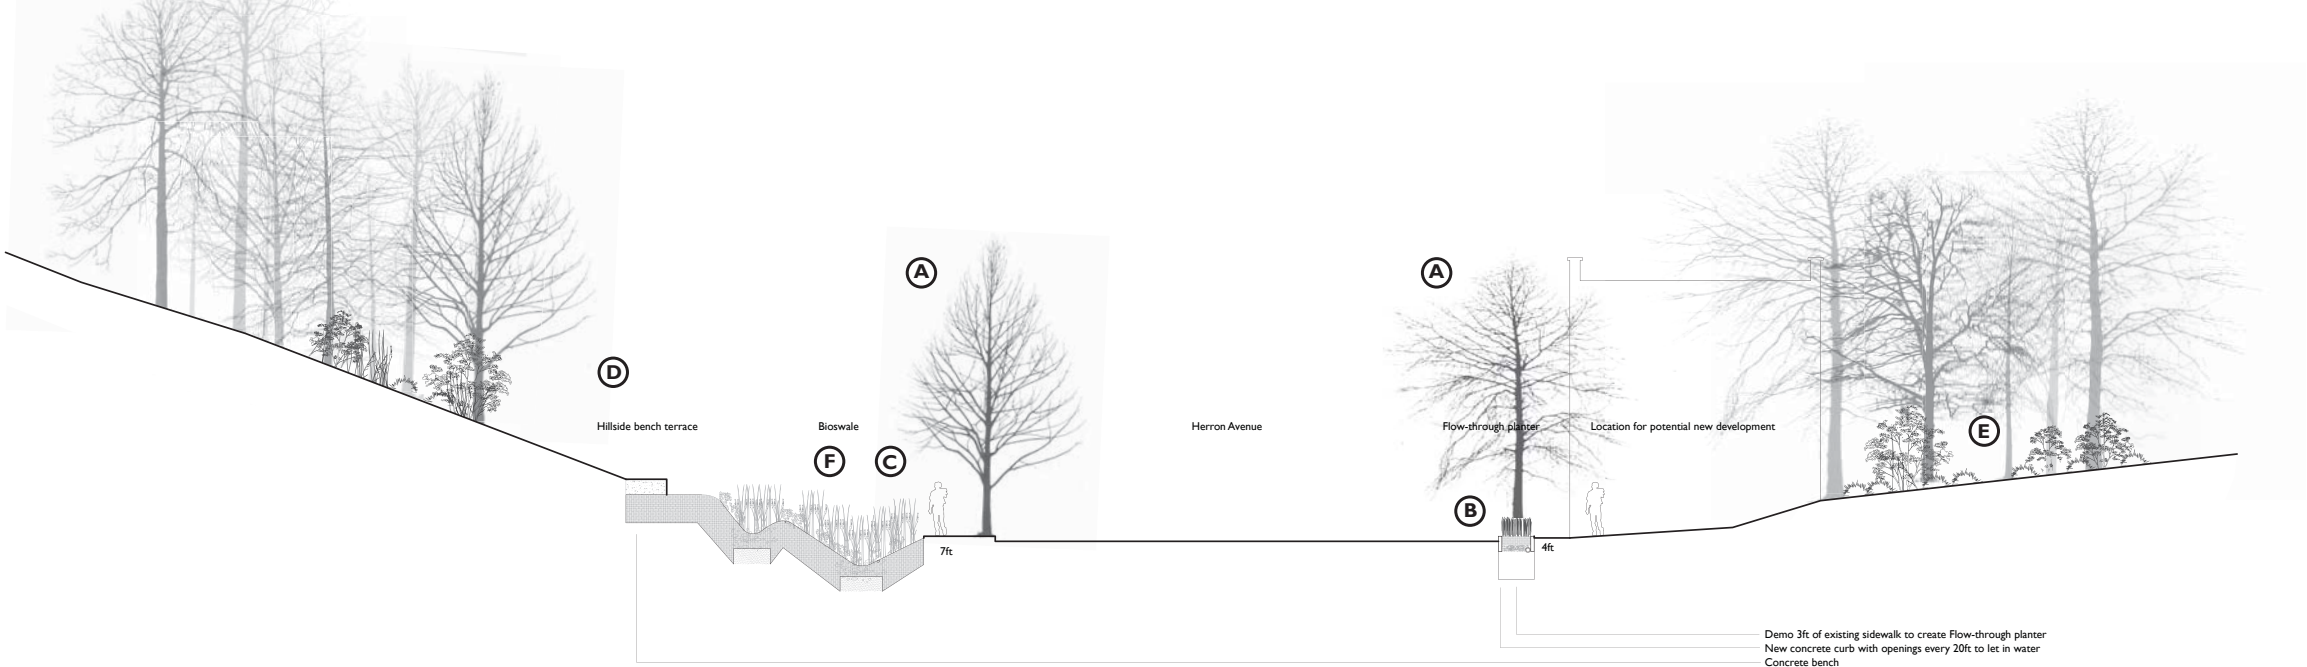 A
A
D
Hillside bench terrace
Bioswale
Herron Avenue
Flow-through planter
Location for potential new development
E
F
C
B
7ft
4ft
Demo 3ft of existing sidewalk to create Flow-through planter
New concrete curb with openings every 20ft to let in water
Concrete bench